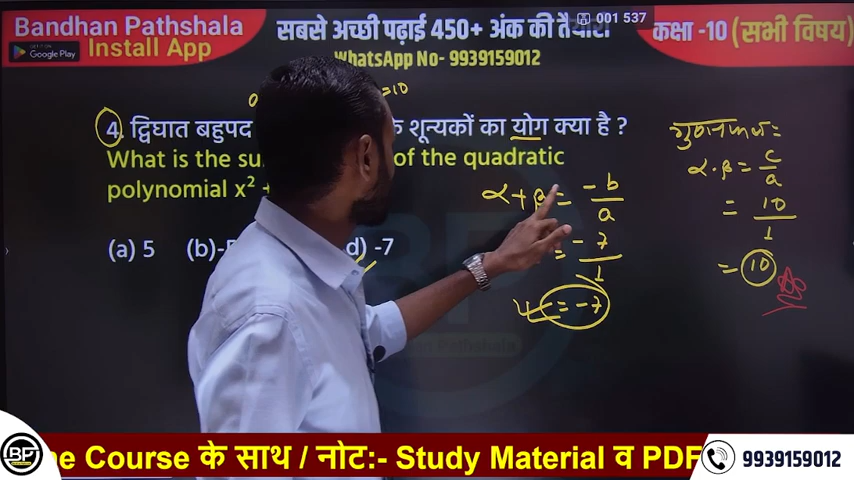 Bandhan Pathshala
GET IT ON
Google Play
Install App
सबसे अच्छी पढ़ाई 450+ अंक की तैयारी
001 537
WhatsApp No- 9939159012
कक्षा -10 (सभी विषय)
=10
4. द्विघात बहुपद
के शून्यकों का योग क्या है ?
What is the
of the quadratic
polynomial x² +
(a) 5 (b)
d) -7
α + β = -b/a
= -7/1
= -7
गुणनफल =
α.β = c/a
= 10/1
= 10
Course के साथ / नोट:- Study Material व PDF
BPT
9939159012